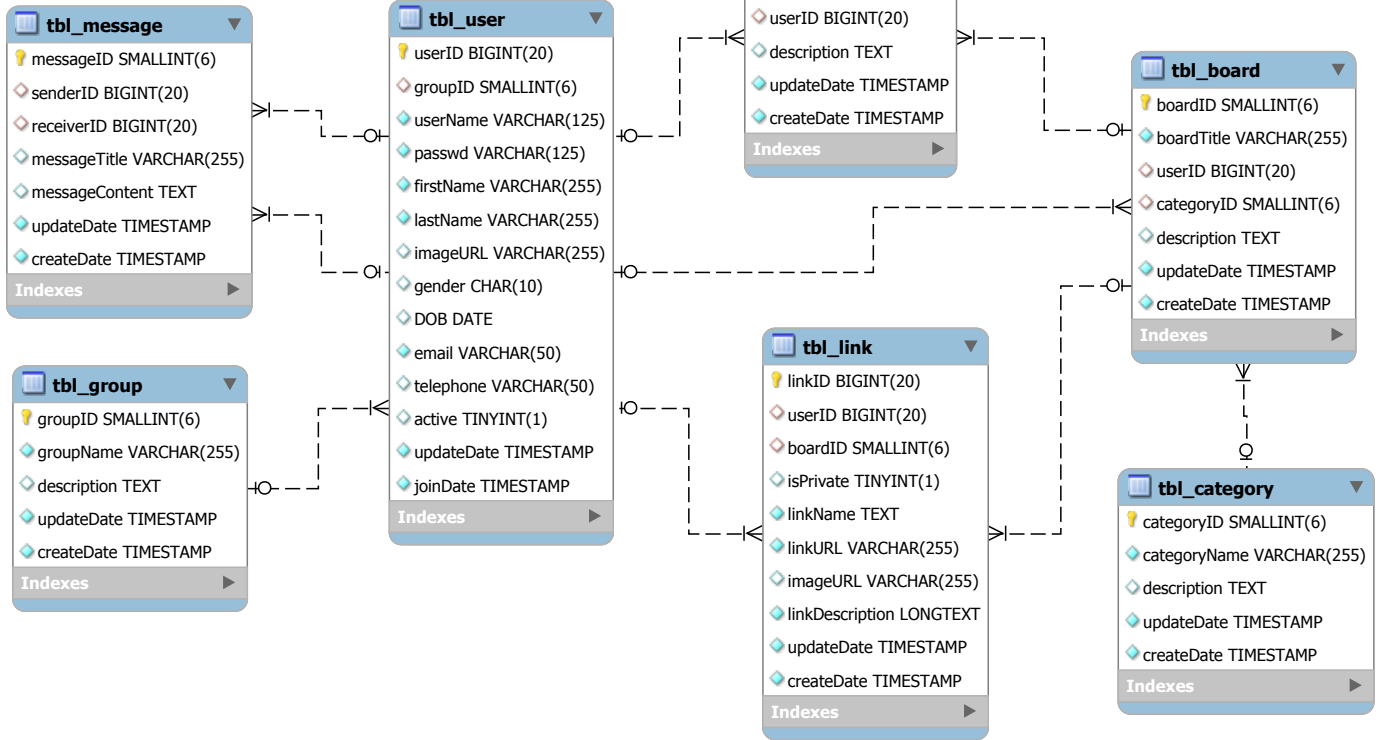 tbl_message
messageID SMALLINT(6)
senderID BIGINT(20)
receiverID BIGINT(20)
messageTitle VARCHAR(255)
messageContent TEXT
updateDate TIMESTAMP
createDate TIMESTAMP
Indexes
tbl_group
groupID SMALLINT(6)
groupName VARCHAR(255)
description TEXT
updateDate TIMESTAMP
createDate TIMESTAMP
Indexes
tbl_user
userID BIGINT(20)
groupID SMALLINT(6)
userName VARCHAR(125)
passwd VARCHAR(125)
firstName VARCHAR(255)
lastName VARCHAR(255)
imageURL VARCHAR(255)
gender CHAR(10)
DOB DATE
email VARCHAR(50)
telephone VARCHAR(50)
active TINYINT(1)
updateDate TIMESTAMP
joinDate TIMESTAMP
Indexes
userID BIGINT(20)
description TEXT
updateDate TIMESTAMP
createDate TIMESTAMP
Indexes
tbl_link
linkID BIGINT(20)
userID BIGINT(20)
boardID SMALLINT(6)
isPrivate TINYINT(1)
linkName TEXT
linkURL VARCHAR(255)
imageURL VARCHAR(255)
linkDescription LONGTEXT
updateDate TIMESTAMP
createDate TIMESTAMP
Indexes
tbl_board
boardID SMALLINT(6)
boardTitle VARCHAR(255)
userID BIGINT(20)
categoryID SMALLINT(6)
description TEXT
updateDate TIMESTAMP
createDate TIMESTAMP
Indexes
tbl_category
categoryID SMALLINT(6)
categoryName VARCHAR(255)
description TEXT
updateDate TIMESTAMP
createDate TIMESTAMP
Indexes